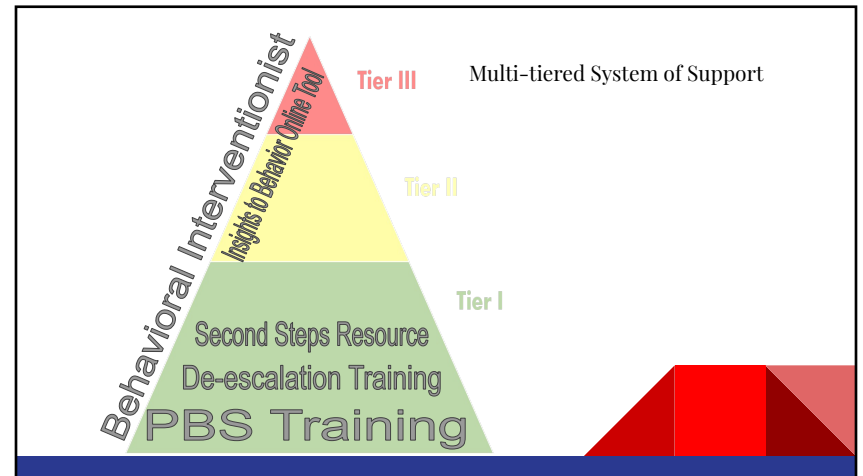 Multi-tiered System of Support
Behavioral Interventionist
Insights to Behavior Online Tool
Tier III
Tier II
Tier I
Second Steps Resource
De-escalation Training
PBS Training